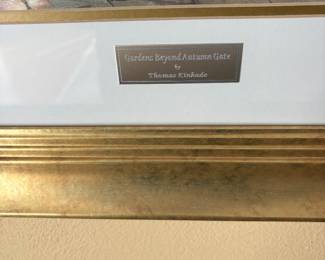 Gardens Beyond Autumn Gate
by
Thomas Kinkade